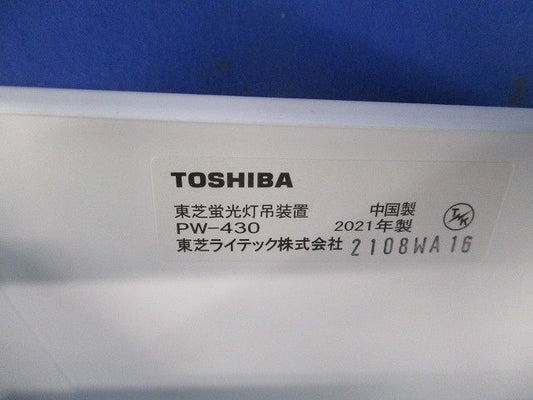 TOSHIBA
東芝蛍光灯吊装置 中国製
PW-430 2021年製
東芝ライテック株式会社 2108WA16